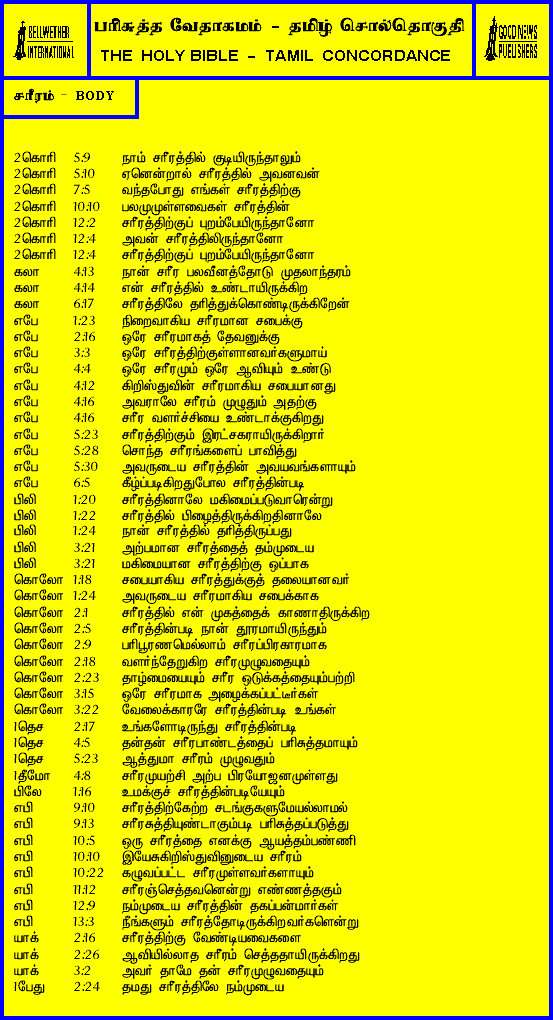 BELLWETHER
INTERNATIONAL
பரிசுத்த வேதாகமம் - தமிழ் சொல்தொகுதி
THE HOLY BIBLE - TAMIL CONCORDANCE
GOOD NEWS
PUBLISHERS
சரீரம் - BODY
2கொரி 5:9 நாம் சரீரத்தில் குடியிருந்தாலும்
2கொரி 5:10 ஏனென்றால் சரீரத்தில் அவனவன்
2கொரி 7:5 வந்தபோது எங்கள் சரீரத்திற்கு
2கொரி 10:10 பலமுமுள்ளவைகள் சரீரத்தின்
2கொரி 12:2 சரீரத்திற்குப் புறம்பேயிருந்தானோ
2கொரி 12:4 அவன் சரீரத்திலிருந்தானோ
2கொரி 12:4 சரீரத்திற்குப் புறம்பேயிருந்தானோ
கலா 4:13 நான் சரீர பலவீனத்தோடு முதலாந்தரம்
கலா 4:14 என் சரீரத்தில் உண்டாயிருக்கிற
கலா 6:17 சரீரத்திலே தரித்துக்கொண்டிருக்கிறேன்
எபே 1:23 நிறைவாகிய சரீரமான சபைக்கு
எபே 2:16 ஒரே சரீரமாகத் தேவனுக்கு
எபே 3:3 ஒரே சரீரத்திற்குள்ளானவர்களுமாய்
எபே 4:4 ஒரே சரீரமும் ஒரே ஆவியும் உண்டு
எபே 4:12 கிறிஸ்துவின் சரீரமாகிய சபையானது
எபே 4:16 அவராலே சரீரம் முழுதும் அதற்கு
எபே 4:16 சரீர வளர்ச்சியை உண்டாக்குகிறது
எபே 5:23 சரீரத்திற்கும் இரட்சகராயிருக்கிறார்
எபே 5:28 சொந்த சரீரங்களைப் பாவித்து
எபே 5:30 அவருடைய சரீரத்தின் அவயவங்களாயும்
எபே 6:5 கீழ்ப்படிகிறதுபோல சரீரத்தின்படி
பிலி 1:20 சரீரத்தினாலே மகிமைப்படுவாரென்று
பிலி 1:22 சரீரத்தில் பிழைத்திருக்கிறதினாலே
பிலி 1:24 நான் சரீரத்தில் தரித்திருப்பது
பிலி 3:21 அற்பமான சரீரத்தைத் தம்முடைய
பிலி 3:21 மகிமையான சரீரத்திற்கு ஒப்பாக
கொலோ 1:18 சபையாகிய சரீரத்துக்குத் தலையானவர்
கொலோ 1:24 அவருடைய சரீரமாகிய சபைக்காக
கொலோ 2:1 சரீரத்தில் என் முகத்தைக் காணாதிருக்கிற
கொலோ 2:5 சரீரத்தின்படி நான் தூரமாயிருந்தும்
கொலோ 2:9 பரிபூரணமெல்லாம் சரீரப்பிரகாரமாக
கொலோ 2:18 வளர்ந்தேறுகிற சரீரமுழுவதையும்
கொலோ 2:23 தாழ்மையையும் சரீர ஒடுக்கத்தையும்பற்றி
கொலோ 3:15 ஒரே சரீரமாக அழைக்கப்பட்டீர்கள்
கொலோ 3:22 வேலைக்காரரே சரீரத்தின்படி உங்கள்
1தெச 2:17 உங்களோடிருந்து சரீரத்தின்படி
1தெச 4:5 தன்தன் சரீரபாண்டத்தைப் பரிசுத்தமாயும்
1தெச 5:23 ஆத்துமா சரீரம் முழுவதும்
1தீமோ 4:8 சரீரமுயற்சி அற்ப பிரயோஜனமுள்ளது
பிலே 1:16 உமக்குச் சரீரத்தின்படியேயும்
எபி 9:10 சரீரத்திற்கேற்ற சடங்குகளுமேயல்லாமல்
எபி 9:13 சரீரசுத்தியுண்டாகும்படி பரிசுத்தப்படுத்து
எபி 10:5 ஒரு சரீரத்தை எனக்கு ஆயத்தம்பண்ணி
எபி 10:10 இயேசுகிறிஸ்துவினுடைய சரீரம்
எபி 10:22 கழுவப்பட்ட சரீரமுள்ளவர்களாயும்
எபி 11:12 சரீரஞ்செத்தவனென்று எண்ணத்தகும்
எபி 12:9 நம்முடைய சரீரத்தின் தகப்பன்மார்கள்
எபி 13:3 நீங்களும் சரீரத்தோடிருக்கிறவர்களென்று
யாக் 2:16 சரீரத்திற்கு வேண்டியவைகளை
யாக் 2:26 ஆவியில்லாத சரீரம் செத்ததாயிருக்கிறது
யாக் 3:2 அவர் தாமே தன் சரீரமுழுவதையும்
1பேது 2:24 தமது சரீரத்திலே நம்முடைய